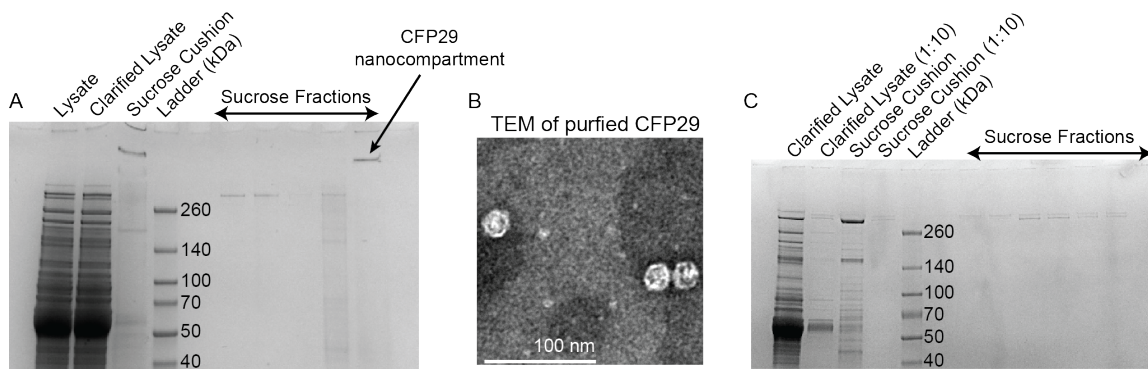 A
Lysate
Clarified Lysate
Sucrose Cushion
Ladder (kDa)
Sucrose Fractions
CFP29
nanocompartment
260
140
100
70
50
40
B
TEM of purfied CFP29
100 nm
C
Clarified Lysate
Clarified Lysate (1:10)
Sucrose Cushion
Sucrose Cushion (1:10)
Ladder (kDa)
Sucrose Fractions
260
140
100
70
50
40